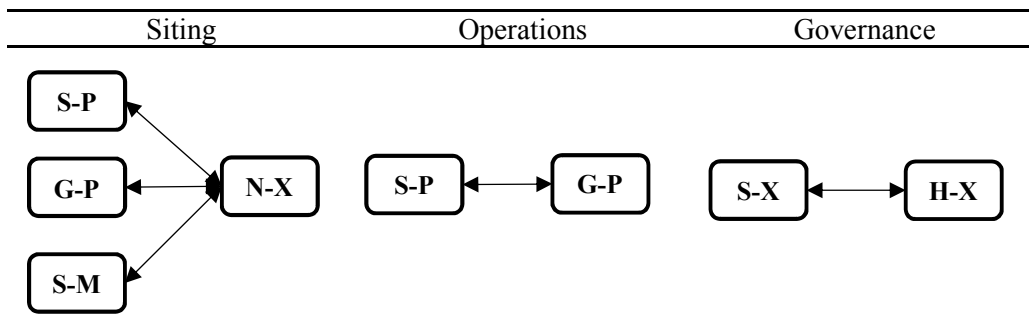 Siting Operations Governance
S-P
G-P N-X S-P G-P S-X H-X
S-M